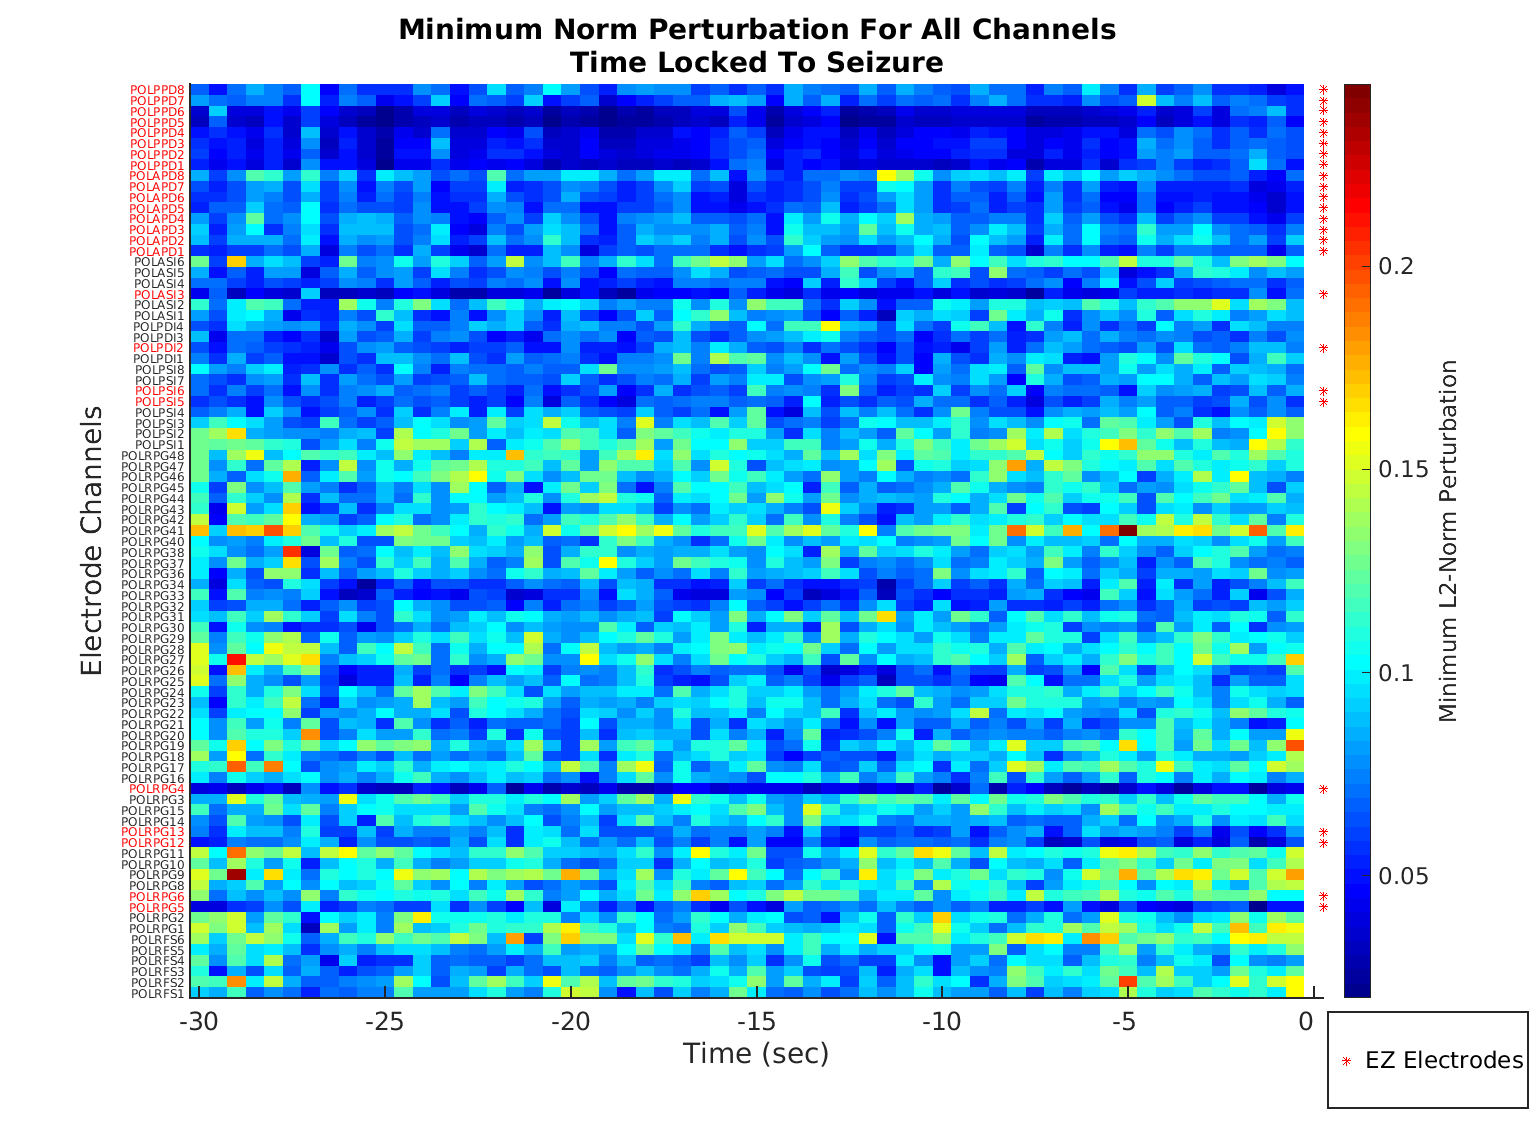 Minimum Norm Perturbation For All Channels
Time Locked To Seizure
Electrode Channels
POLPPD8
POLPPD7
POLPPD6
POLPPD5
POLPPD4
POLPPD3
POLPPD2
POLPPD1
POLAPD8
POLAPD7
POLAPD6
POLAPD5
POLAPD4
POLAPD3
POLAPD2
POLAPD1
POLASI6
POLASI5
POLASI4
POLASI3
POLASI2
POLASI1
POLPDI4
POLPDI3
POLPDI2
POLPDI1
POLPSI8
POLPSI7
POLPSI6
POLPSI5
POLPSI4
POLPSI3
POLPSI2
POLPSI1
POLRPG48
POLRPG47
POLRPG46
POLRPG45
POLRPG44
POLRPG43
POLRPG42
POLRPG41
POLRPG40
POLRPG38
POLRPG37
POLRPG36
POLRPG34
POLRPG33
POLRPG32
POLRPG31
POLRPG30
POLRPG29
POLRPG28
POLRPG27
POLRPG26
POLRPG25
POLRPG24
POLRPG23
POLRPG22
POLRPG21
POLRPG20
POLRPG19
POLRPG18
POLRPG17
POLRPG16
POLRPG4
POLRPG3
POLRPG15
POLRPG14
POLRPG13
POLRPG12
POLRPG11
POLRPG10
POLRPG9
POLRPG8
POLRPG6
POLRPG5
POLRPG2
POLRPG1
POLRFS6
POLRFS5
POLRFS4
POLRFS3
POLRFS2
POLRFS1
-30 -25 -20 -15 -10 -5 0
Time (sec)
0.2
0.15
0.1
0.05
Minimum L2-Norm Perturbation
EZ Electrodes